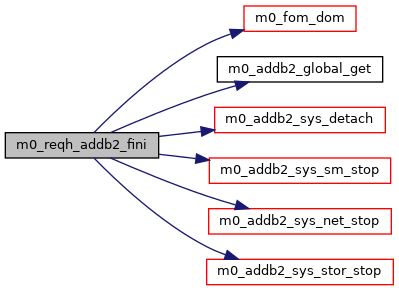 m0_fom_dom
m0_addb2_global_get
m0_addb2_sys_detach
m0_reqh_addb2_fini
m0_addb2_sys_sm_stop
m0_addb2_sys_net_stop
m0_addb2_sys_stor_stop